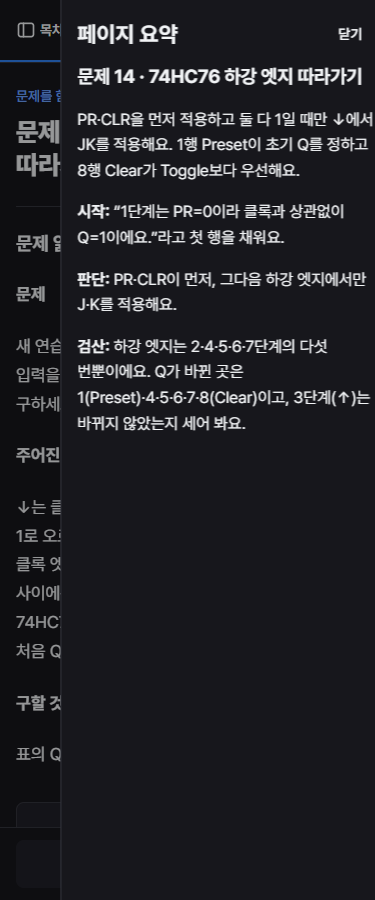 목차
페이지 요약
닫기
문제 14 · 74HC76 하강 엣지 따라가기
PR·CLR을 먼저 적용하고 둘 다 1일 때만 ↓에서
JK를 적용해요. 1행 Preset이 초기 Q를 정하고
8행 Clear가 Toggle보다 우선해요.
시작: “1단계는 PR=0이라 클록과 상관없이
Q=1이에요.”라고 첫 행을 채워요.
판단: PR·CLR이 먼저, 그다음 하강 엣지에서만
J·K를 적용해요.
검산: 하강 엣지는 2·4·5·6·7단계의 다섯
번뿐이에요. Q가 바뀐 곳은
1(Preset)·4·5·6·7·8(Clear)이고, 3단계(↑)는
바뀌지 않았는지 세어 봐요.
문제를
문제
따라
문제
문제
새 연습
입력을
구하세
주어진
↓는
1로
클록
사이에
처음 Q
구할
표의 Q